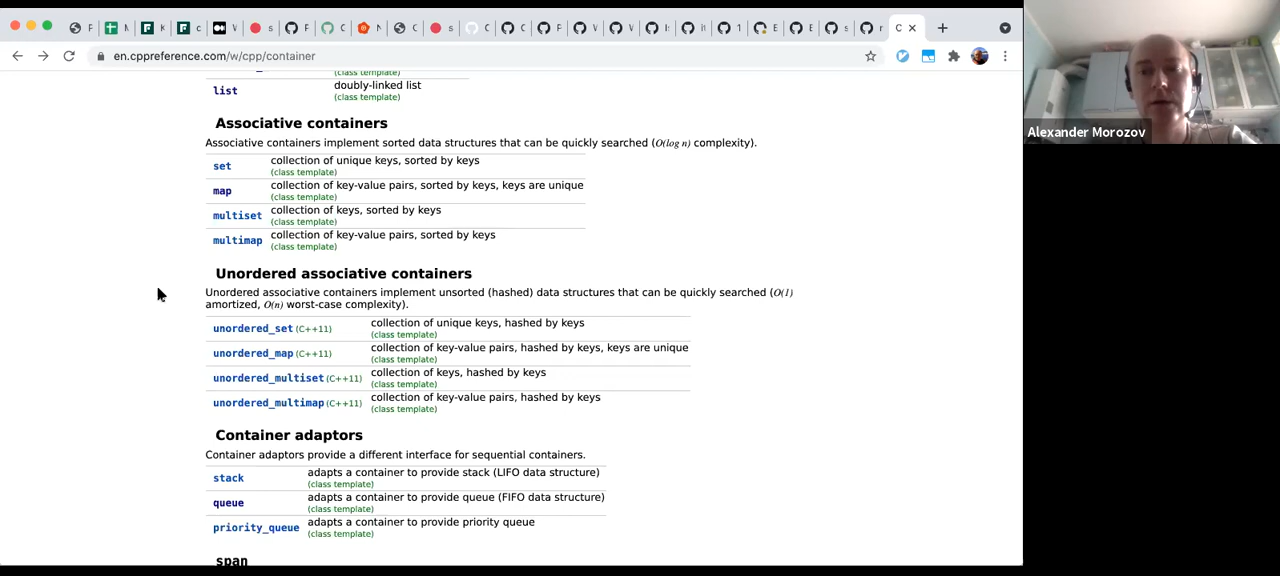 en.cppreference.com/w/cpp/container
(class template)
list
doubly-linked list
(class template)
Associative containers
Associative containers implement sorted data structures that can be quickly searched (O(log n) complexity).
set
collection of unique keys, sorted by keys
(class template)
map
collection of key-value pairs, sorted by keys, keys are unique
(class template)
multiset
collection of keys, sorted by keys
(class template)
multimap
collection of key-value pairs, sorted by keys
(class template)
Unordered associative containers
Unordered associative containers implement unsorted (hashed) data structures that can be quickly searched (O(1)
amortized, O(n) worst-case complexity).
unordered_set (C++11)
collection of unique keys, hashed by keys
(class template)
unordered_map (C++11)
collection of key-value pairs, hashed by keys, keys are unique
(class template)
unordered_multiset (C++11)
collection of keys, hashed by keys
(class template)
unordered_multimap (C++11)
collection of key-value pairs, hashed by keys
(class template)
Container adaptors
Container adaptors provide a different interface for sequential containers.
stack
adapts a container to provide stack (LIFO data structure)
(class template)
queue
adapts a container to provide queue (FIFO data structure)
(class template)
priority_queue
adapts a container to provide priority queue
(class template)
span
Alexander Morozov